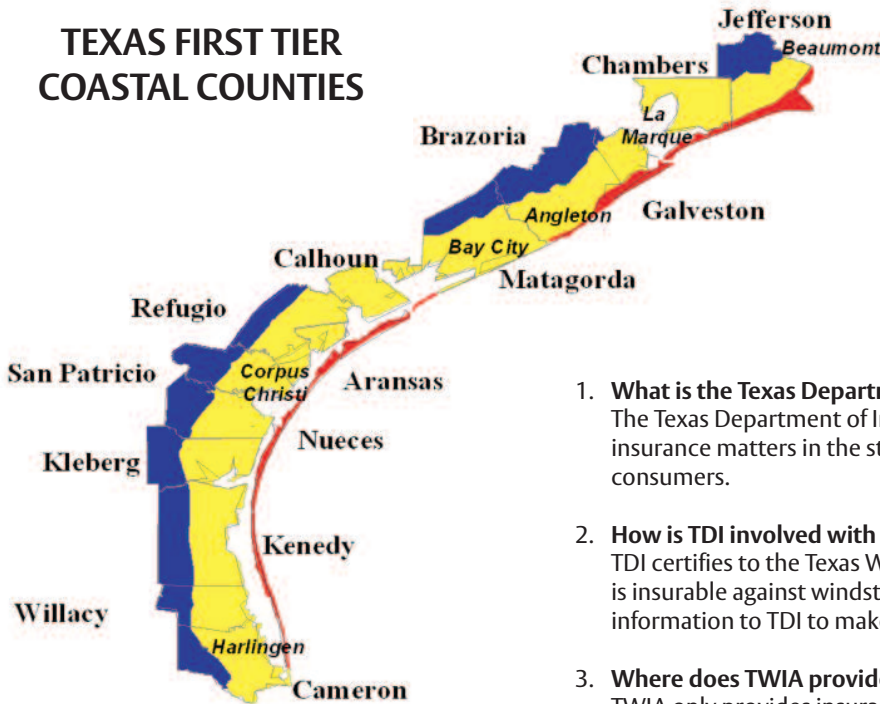 TEXAS FIRST TIER
COASTAL COUNTIES
Jefferson
Beaumont
Chambers
La
Marque
Brazoria
Galveston
Angleton
Bay City
Calhoun
Matagorda
Refugio
San Patricio
Corpus
Christi
Aransas
Nueces
Kleberg
Kenedy
Willacy
Harlingen
Cameron
1. What is the Texas Departm
The Texas Department of I
insurance matters in the st
consumers.
2. How is TDI involved with
TDI certifies to the Texas W
is insurable against windst
information to TDI to mak
3. Where does TWIA provid